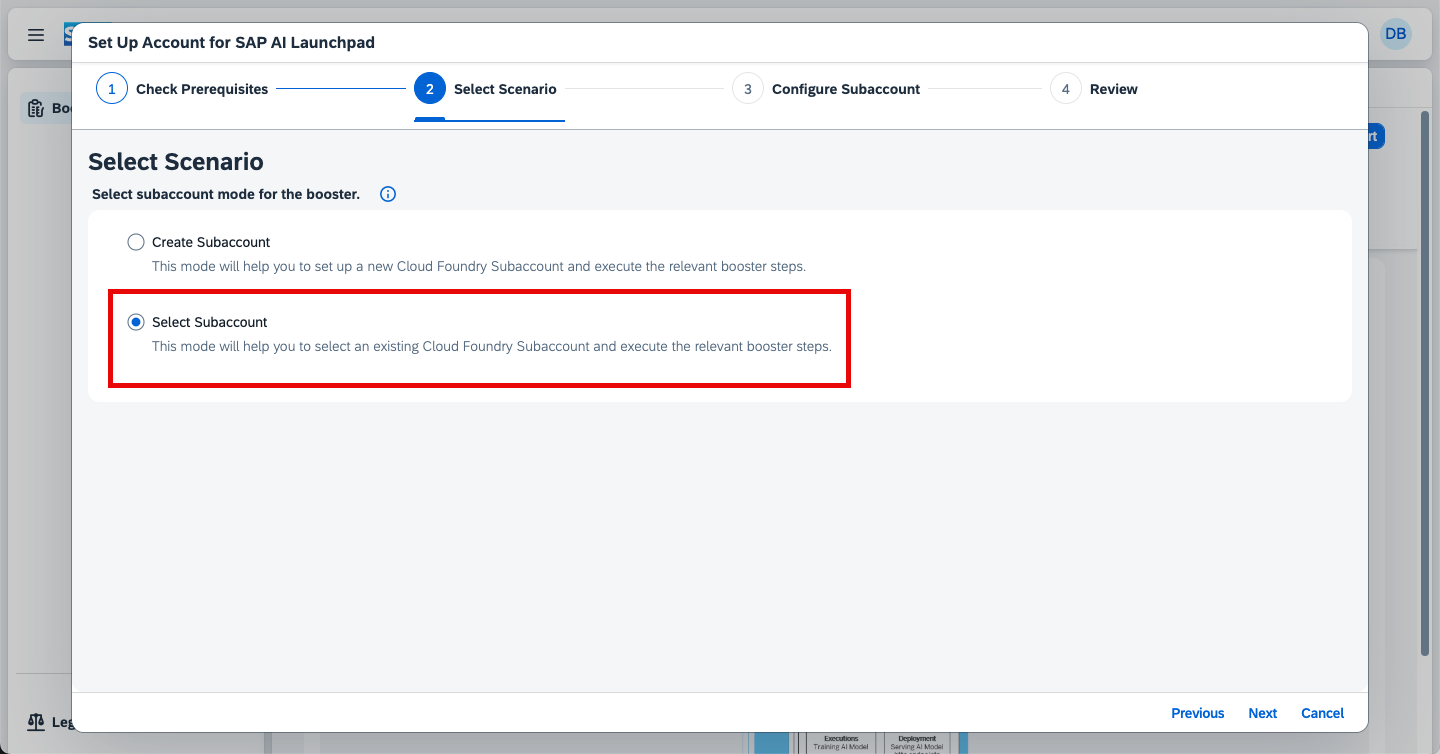 Set Up Account for SAP AI Launchpad
DB
1 Check Prerequisites
2 Select Scenario
3 Configure Subaccount
4 Review
Select Scenario
Select subaccount mode for the booster.
Create Subaccount
This mode will help you to set up a new Cloud Foundry Subaccount and execute the relevant booster steps.
Select Subaccount
This mode will help you to select an existing Cloud Foundry Subaccount and execute the relevant booster steps.
Previous Next Cancel
Executions Deployment
Training AI Model Serving AI Model